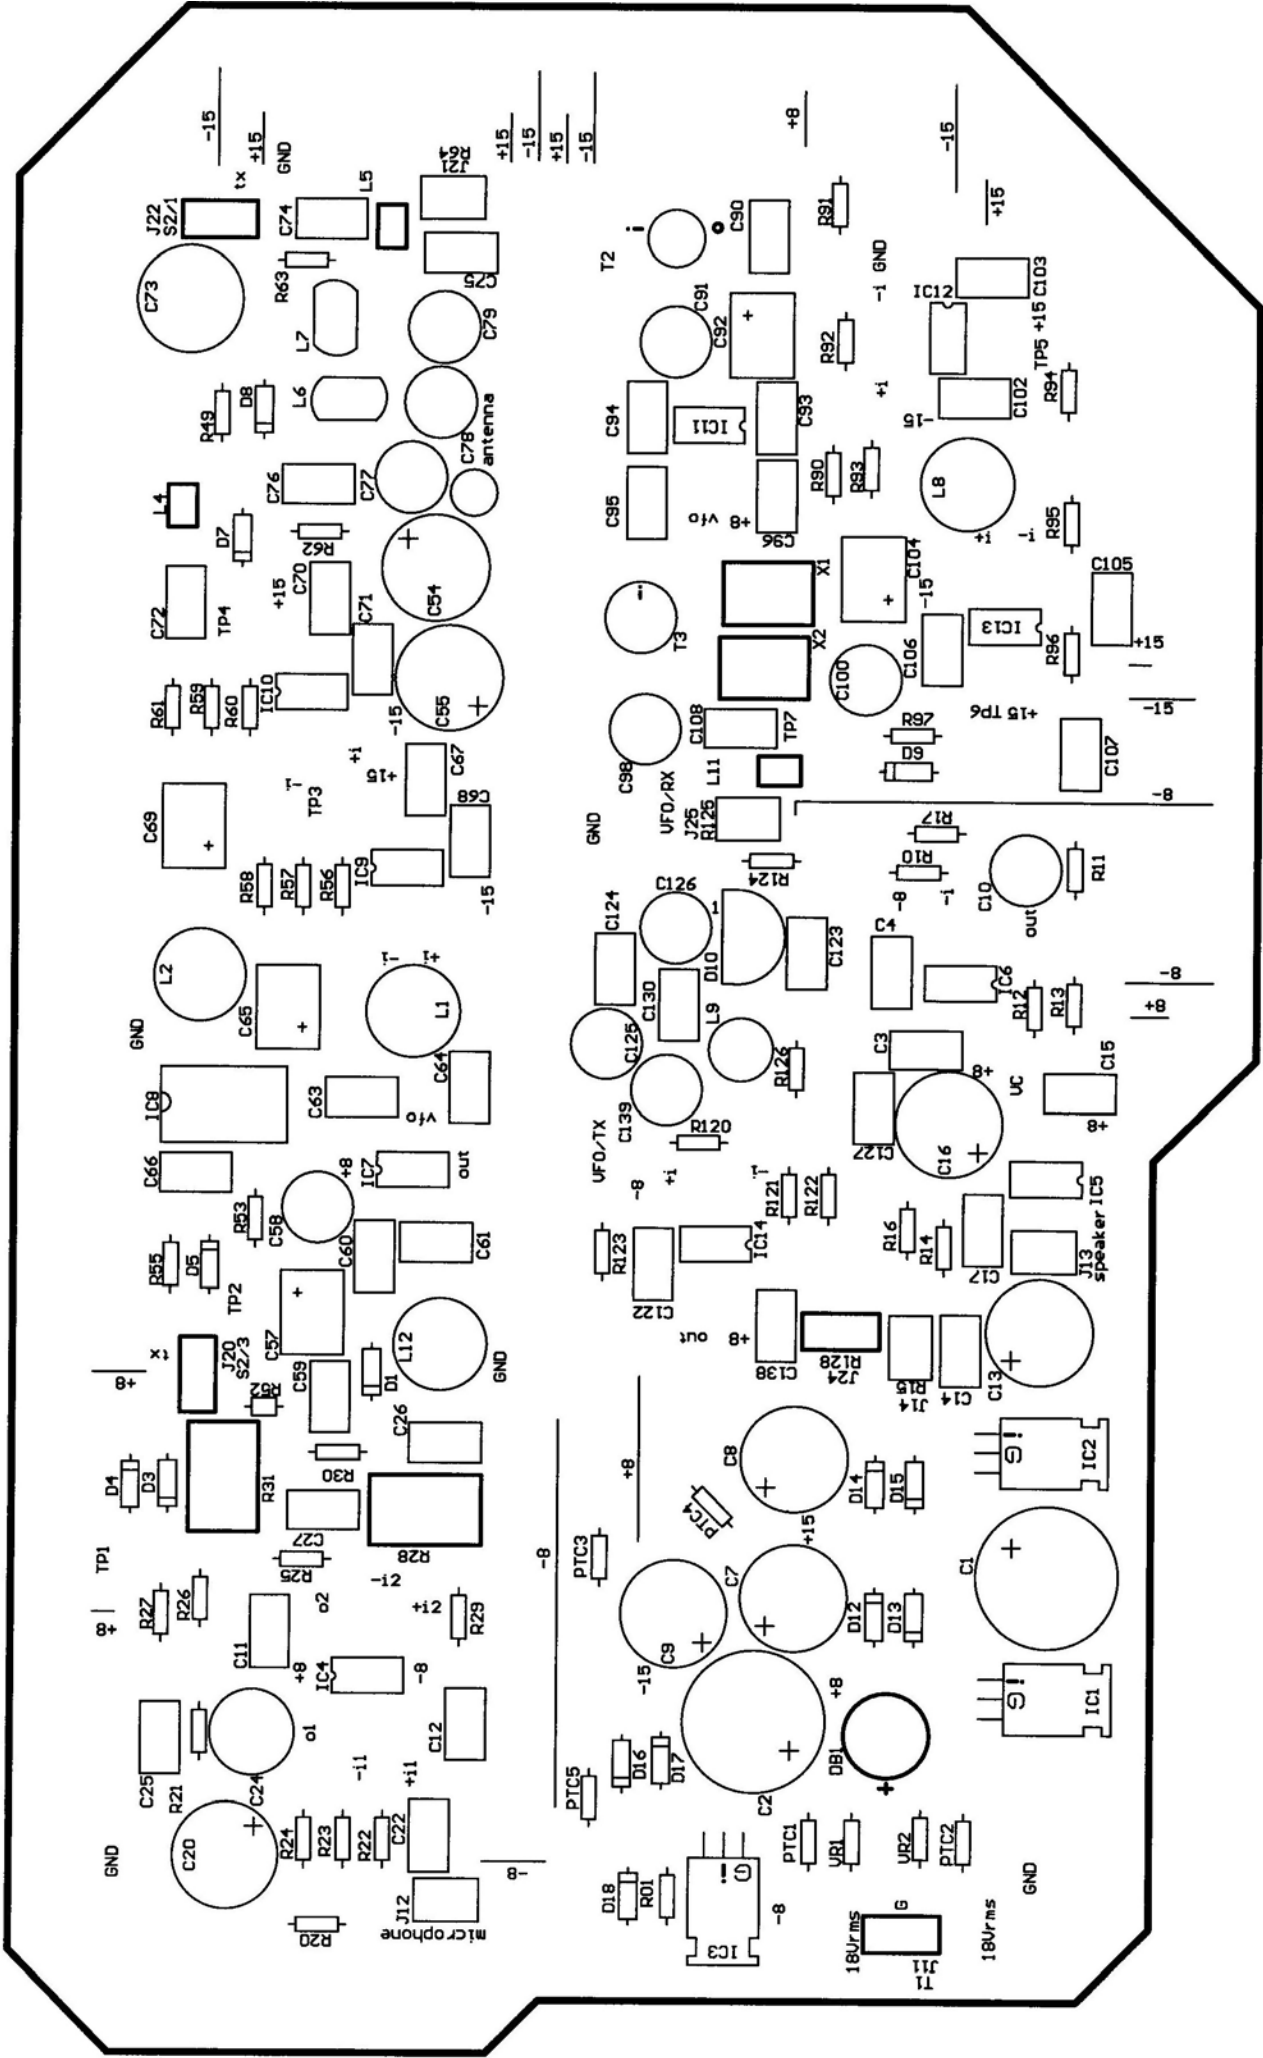 -15
+15
GND
tx
J22
S2/1
C73
C74
L5
J21
R64
+15
-15
+15
-15
+8
-15
+15
R63
L7
C75
C79
T2
C90
R91
-i GND
IC12
C103
C91
C92
+
R92
TP5 +15
R49
D8
L6
C78
antenna
C94
IC11
C93
+i
-15
C102
R94
L4
D7
C76
C77
R62
C95
+8 vfo
C96
R90
R93
L8
+i
-i
R95
C72
TP4
+15
C70
C71
+
C54
T3
X1
X2
C104
+
-15
C105
R61
R59
R60
IC10
-15
C55
+
C98
C108
TP7
C100
C106
IC13
R96
+15
-15
+15 TP6
C69
+
-i
TP3
+i
+15
C67
C68
L11
R97
D9
C107
-8
GND
VFO/RX
J25
R125
R58
R57
R56
IC9
-15
R124
R17
R10
-8
-i
C10
out
R11
L2
GND
C65
+
-i
+i
L1
C124
C126
1
D10
C123
C4
IC6
R12
R13
-8
+8
C130
C125
L9
C139
R126
C3
+8
VC
C15
+8
IC8
C63
vfo
C64
C66
R53
C58
+8
IC7
out
VFO/TX
R120
-8
+i
-i
C127
C16
+
R55
D5
TP2
C57
+
C60
C61
R123
C122
IC14
R121
R122
R16
R14
C17
IC5
J13
speaker
tx
+8
J20
S2/3
R52
C59
D1
L12
GND
out
+8
C138
R128
J24
R15
J14
C14
C13
+
D4
D3
R31
R30
C26
C27
R28
+8
C8
+
D14
D15
IC2
G
i
TP1
+8
R27
R26
R25
o2
-i2
+i2
R29
-8
PTC3
PTC4
+15
C7
+
D12
D13
C1
+
C11
+8
IC4
-8
C9
+
-15
C25
R21
C24
o1
-i1
+i1
C12
PTC5
D16
D17
C2
+
+8
DB1
+
IC1
G
i
GND
C20
+
R24
R23
R22
C22
-8
J12
microphone
R20
D18
R01
IC3
G
i
-8
PTC1
VR1
VR2
PTC2
GND
18Vrms
G
18Vrms
T1
J11